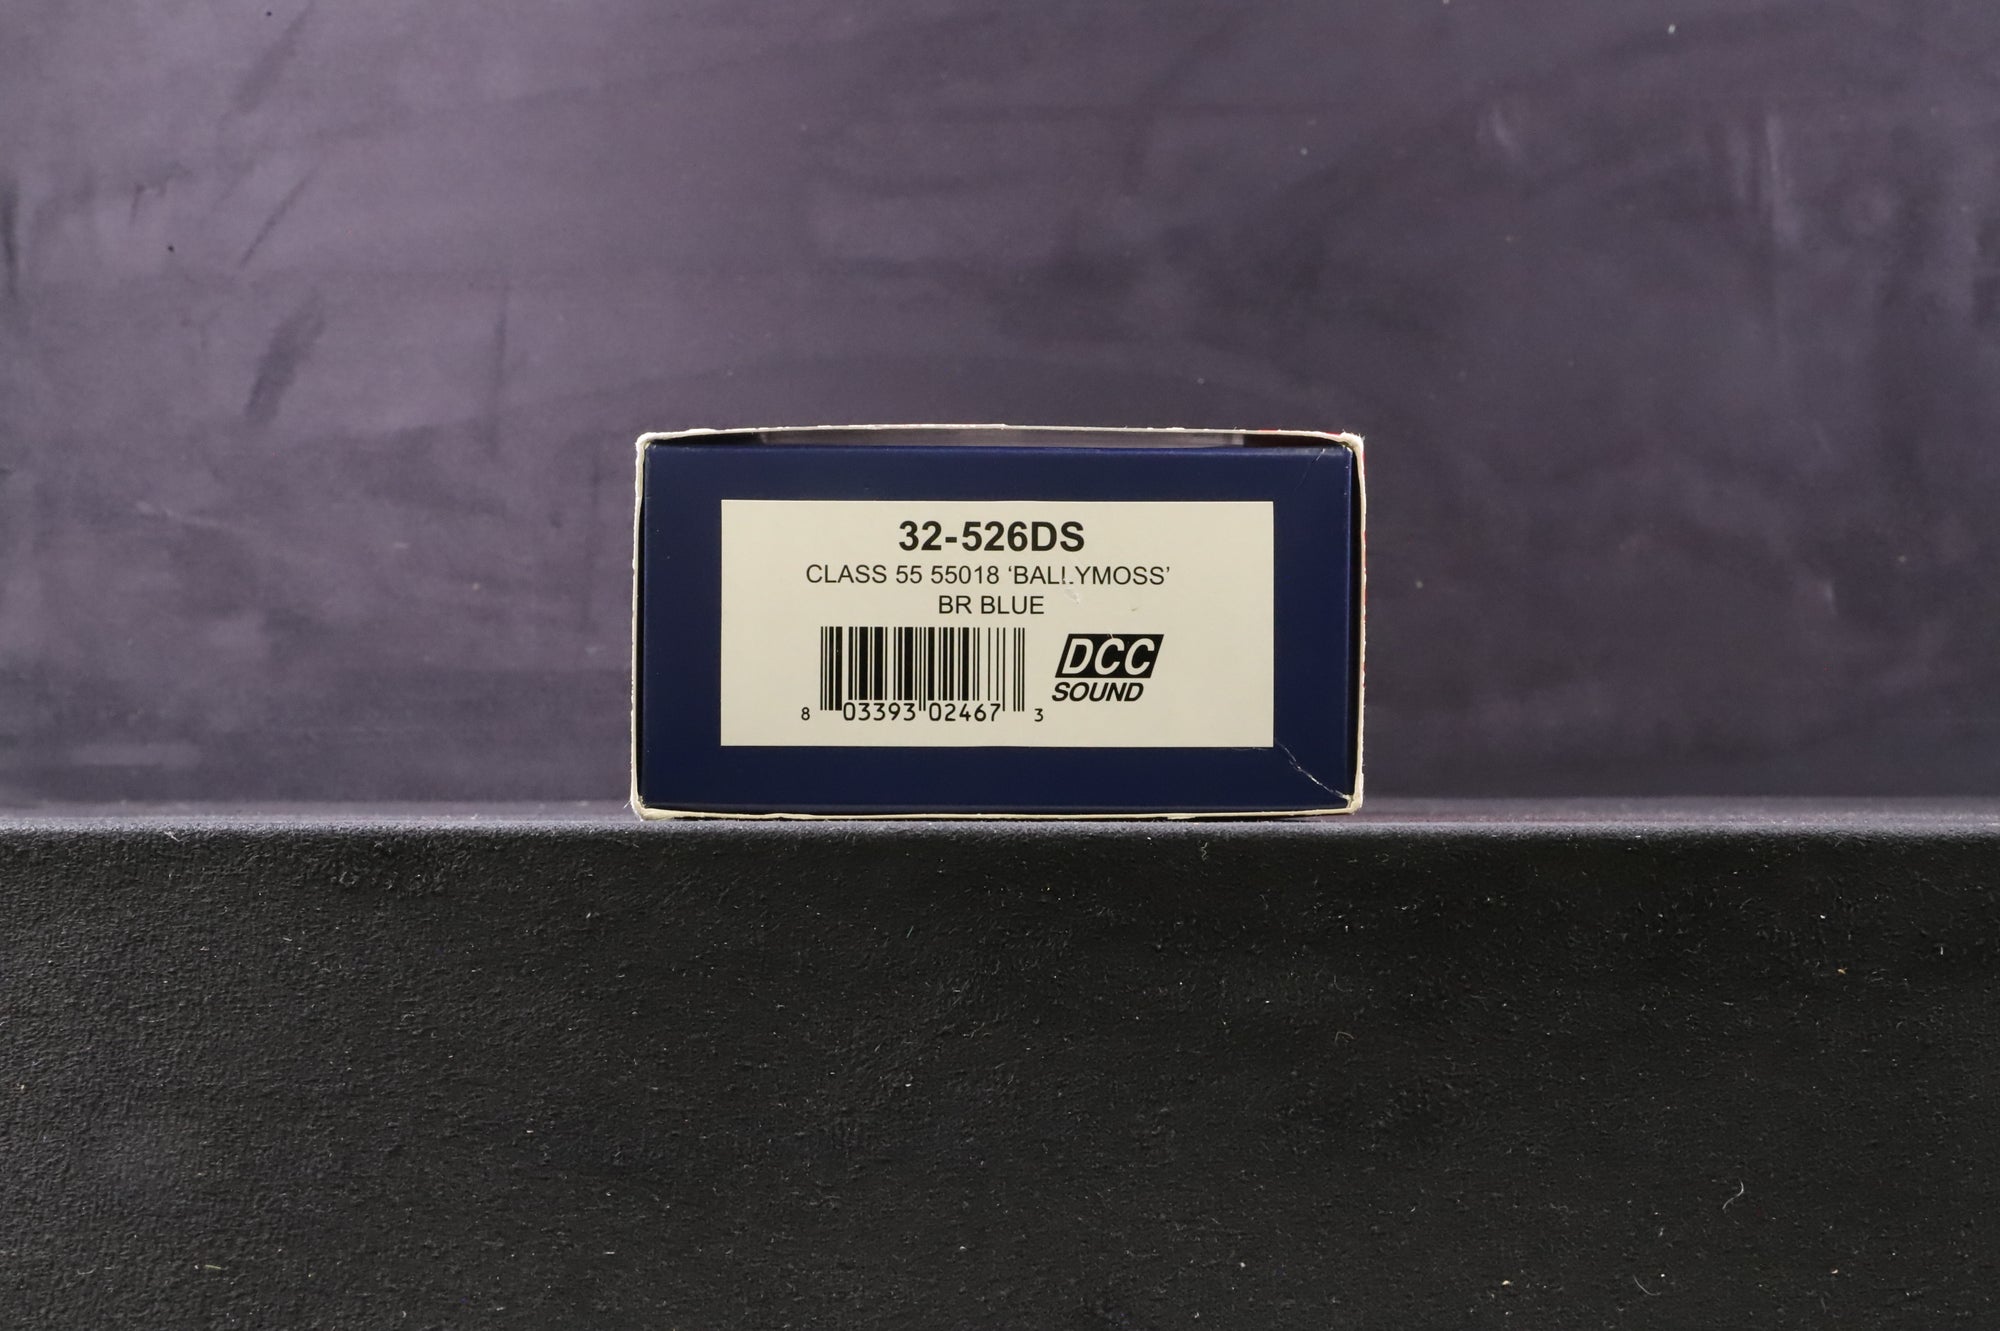 32-526DS
CLASS 55 55018 ‘BALLYMOSS’
BR BLUE
DCC
SOUND
8 03393 02467 3